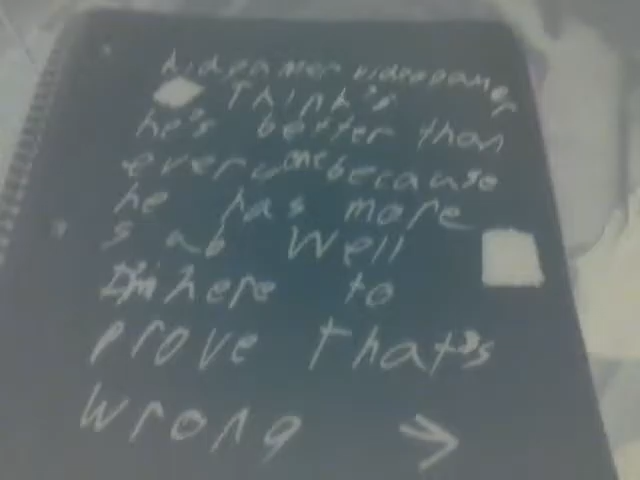 videogamer
Think's
he's better than
everyone because
he has more
sub Well
I'm here to
prove that's
wrong →